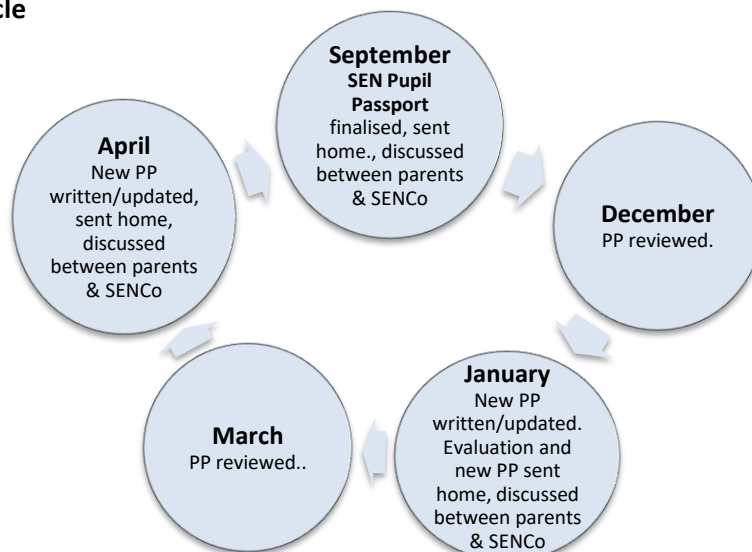 cle
September
SEN Pupil
Passport
finalised, sent
home., discussed
between parents
& SENCo
December
PP reviewed.
January
New PP
written/updated.
Evaluation and
new PP sent
home, discussed
between parents
& SENCo
March
PP reviewed..
April
New PP
written/updated,
sent home,
discussed
between parents
& SENCo